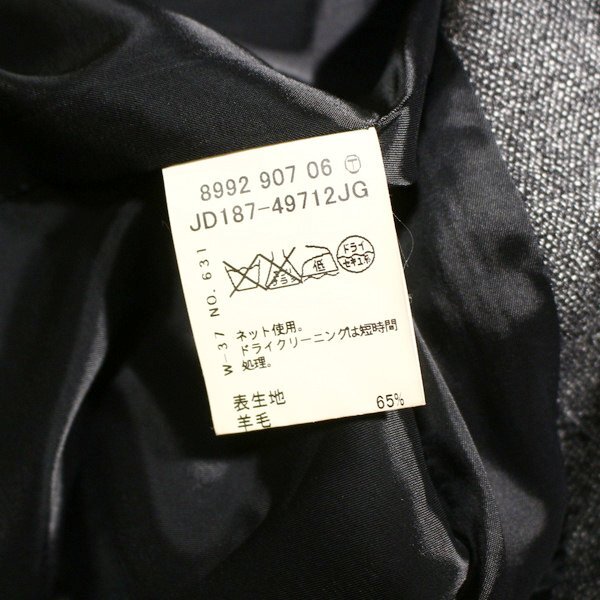 8992 907 06 Ⓣ
JD187-49712JG
W-37 NO. 631
低
ドライ
セキユ系
ネット使用。
ドライクリーニングは短時間
処理。
表生地
羊毛 65%